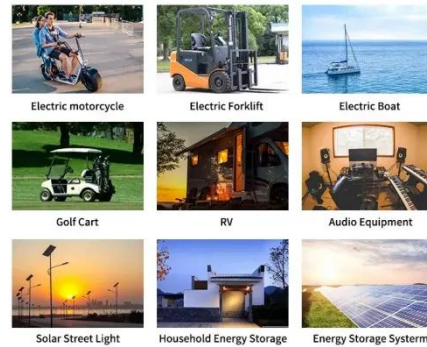 Electric motorcycle
Electric Forklift
Electric Boat
Golf Cart
RV
Audio Equipment
Solar Street Light
Household Energy Storage
Energy Storage Systerm